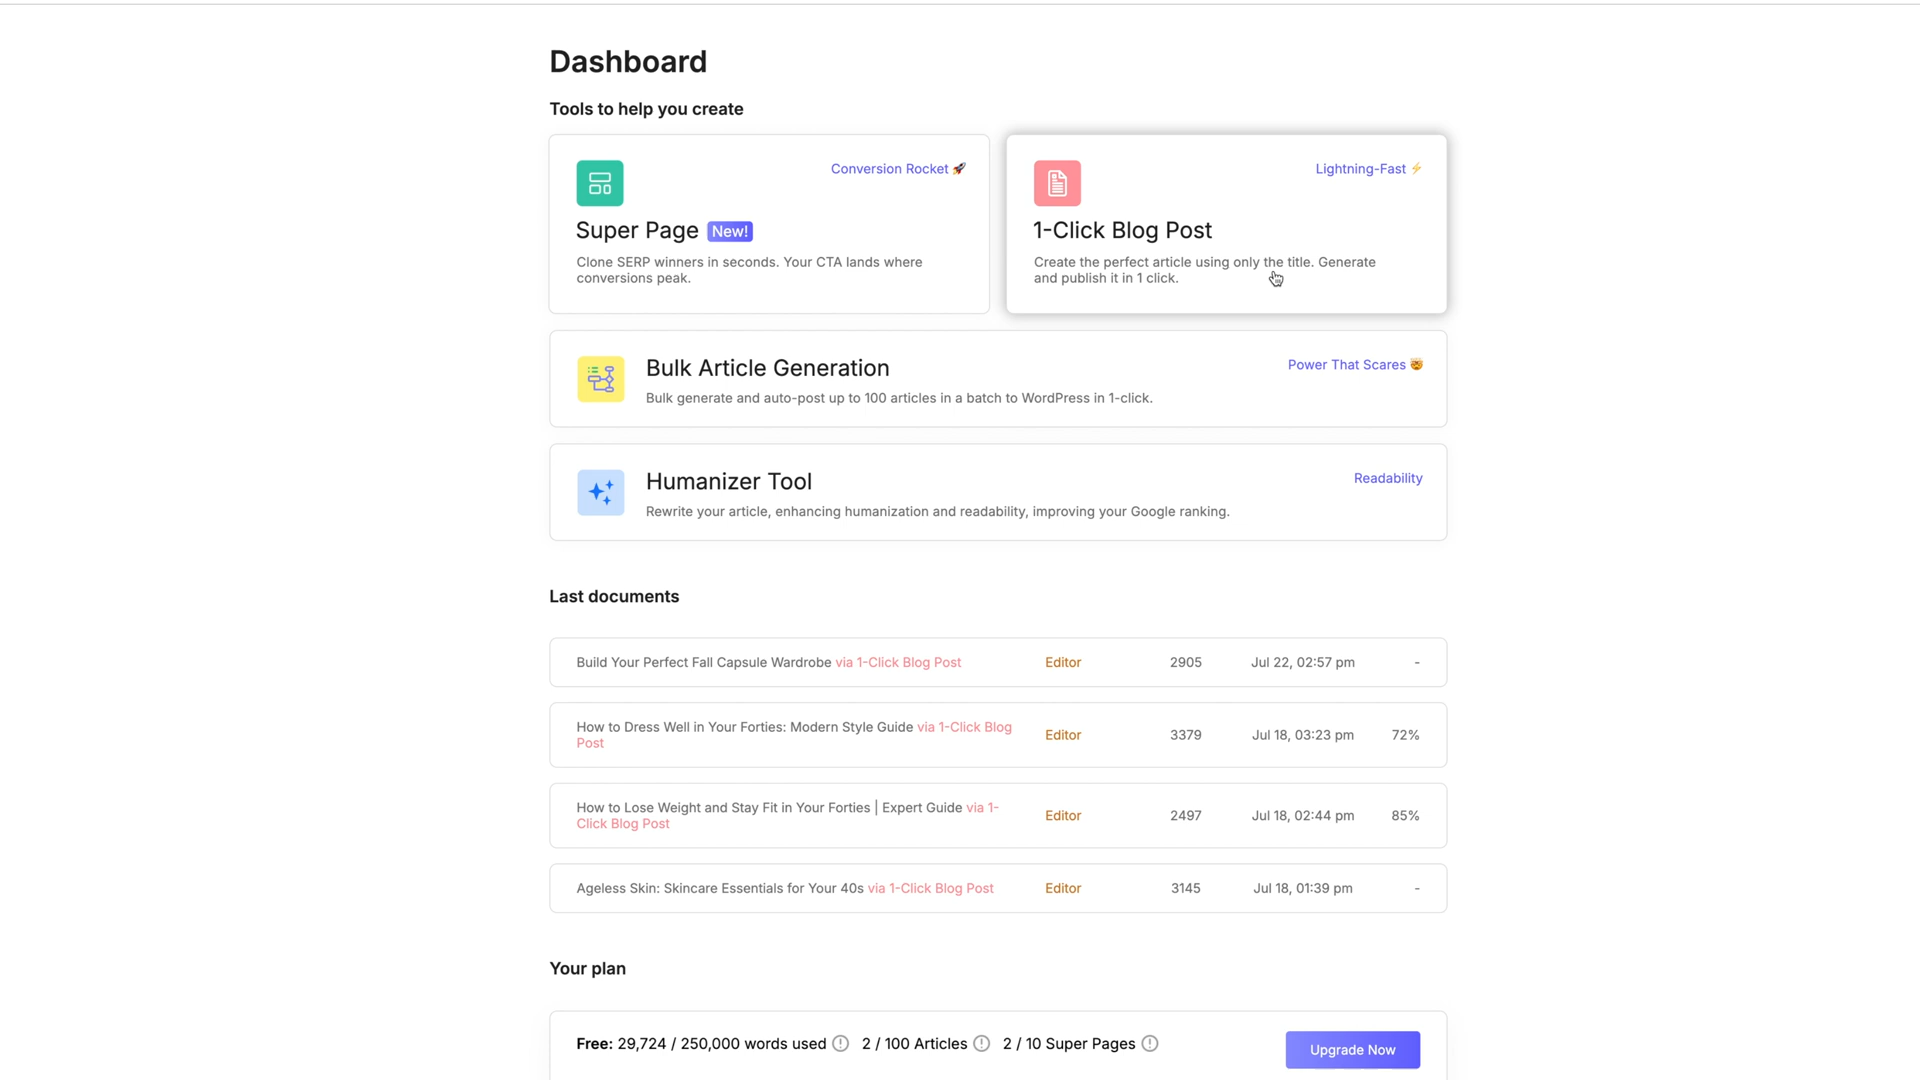 Dashboard
Tools to help you create
Conversion Rocket 🚀
Super Page New!
Clone SERP winners in seconds. Your CTA lands where
conversions peak.
Lightning-Fast ⚡
1-Click Blog Post
Create the perfect article using only the title. Generate
and publish it in 1 click.
Bulk Article Generation
Power That Scares 🤯
Bulk generate and auto-post up to 100 articles in a batch to WordPress in 1-click.
Humanizer Tool
Readability
Rewrite your article, enhancing humanization and readability, improving your Google ranking.
Last documents
Build Your Perfect Fall Capsule Wardrobe via 1-Click Blog Post Editor 2905 Jul 22, 02:57 pm -
How to Dress Well in Your Forties: Modern Style Guide via 1-Click Blog
Post
Editor 3379 Jul 18, 03:23 pm 72%
How to Lose Weight and Stay Fit in Your Forties | Expert Guide via 1-
Click Blog Post
Editor 2497 Jul 18, 02:44 pm 85%
Ageless Skin: Skincare Essentials for Your 40s via 1-Click Blog Post Editor 3145 Jul 18, 01:39 pm -
Your plan
Free: 29,724 / 250,000 words used 2 / 100 Articles 2 / 10 Super Pages
Upgrade Now